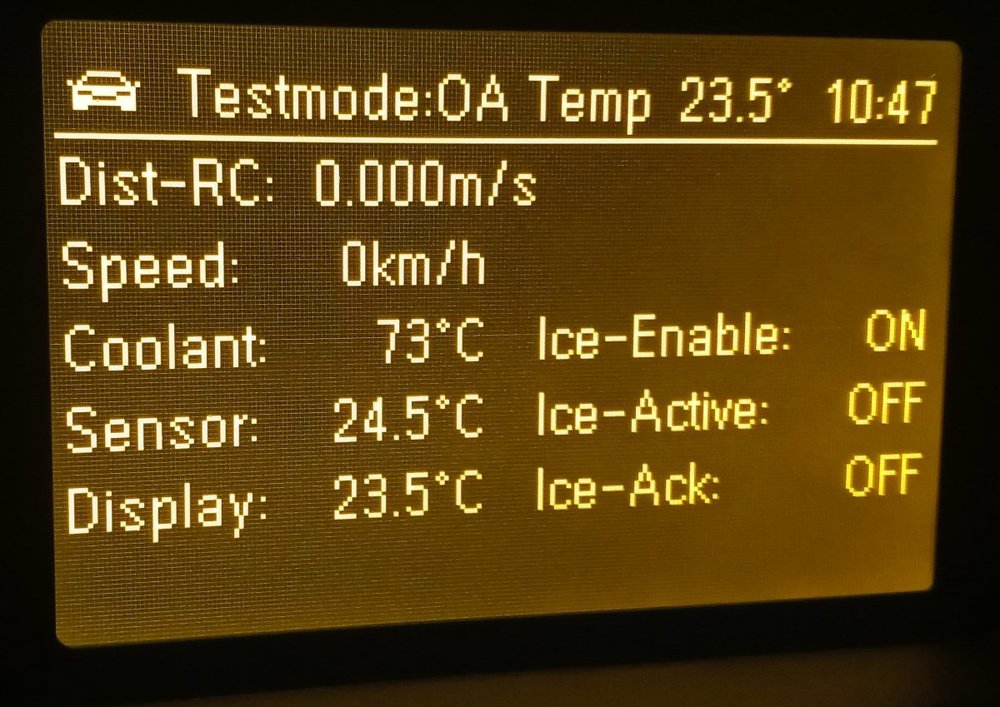 Testmode:OA Temp 23.5° 10:47
Dist-RC: 0.000m/s
Speed: 0km/h
Coolant: 73°C Ice-Enable: ON
Sensor: 24.5°C Ice-Active: OFF
Display: 23.5°C Ice-Ack: OFF